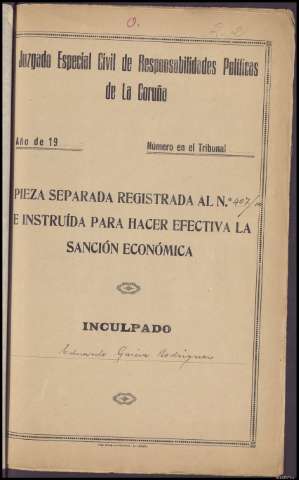 Juzgado Especial Civil de Responsabilidades Políticas
de La Coruña
Año de 19
Número en el Tribunal
PIEZA SEPARADA REGISTRADA AL N.º 407/
E INSTRUÍDA PARA HACER EFECTIVA LA
SANCIÓN ECONÓMICA
INCULPADO
Eduardo García Rodríguez